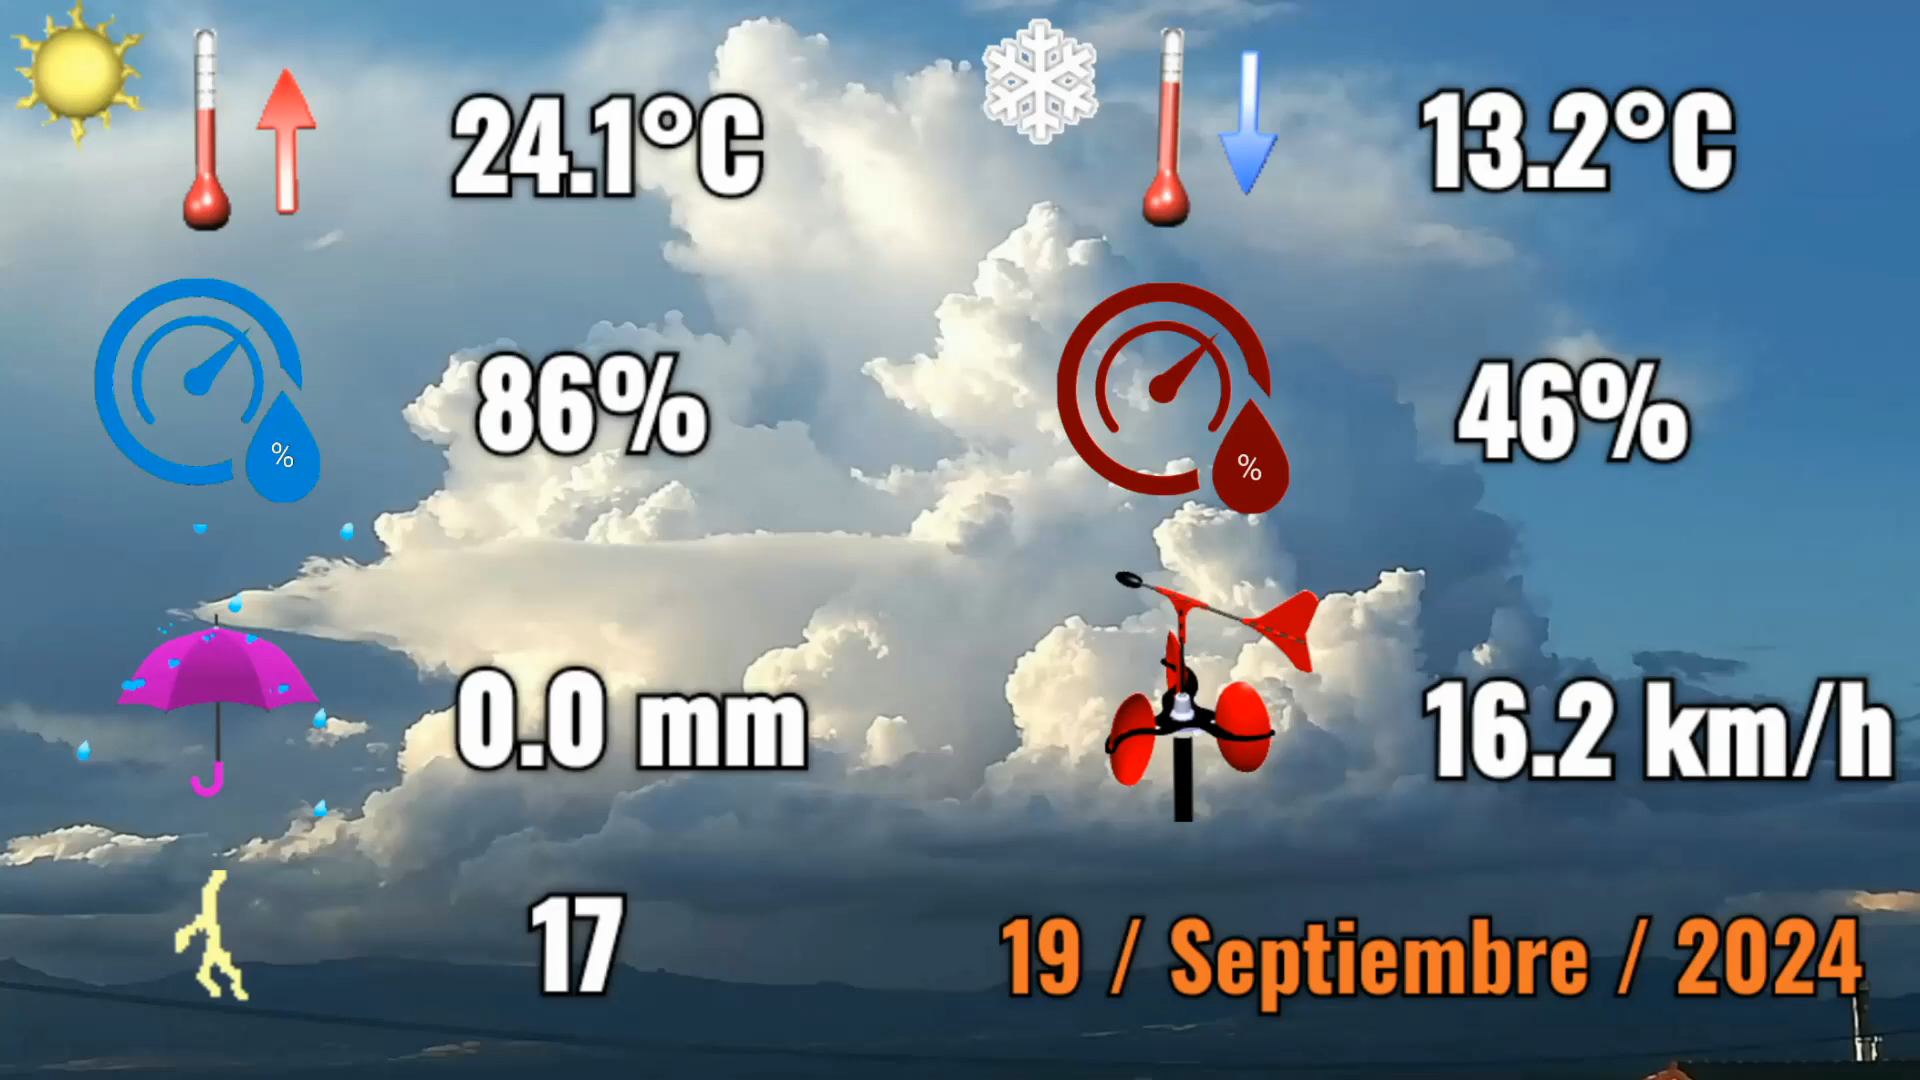 24.1°C
13.2°C
86%
%
46%
%
0.0 mm
16.2 km/h
17
19 / Septiembre / 2024